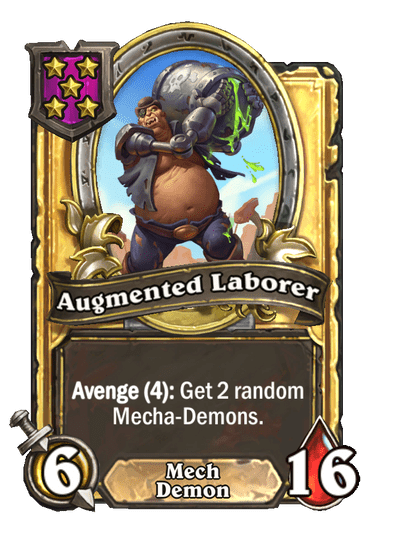 Augmented Laborer
Avenge (4): Get 2 random
Mecha-Demons.
6
Mech
Demon
16